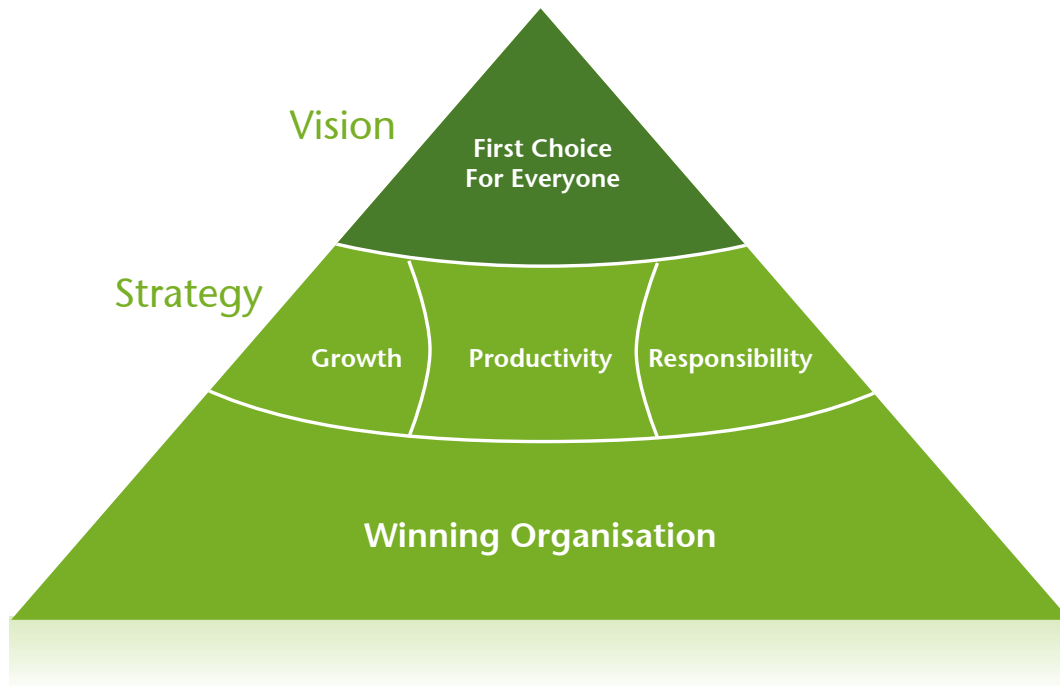 Vision
First Choice
For Everyone
Strategy
Growth
Productivity
Responsibility
Winning Organisation